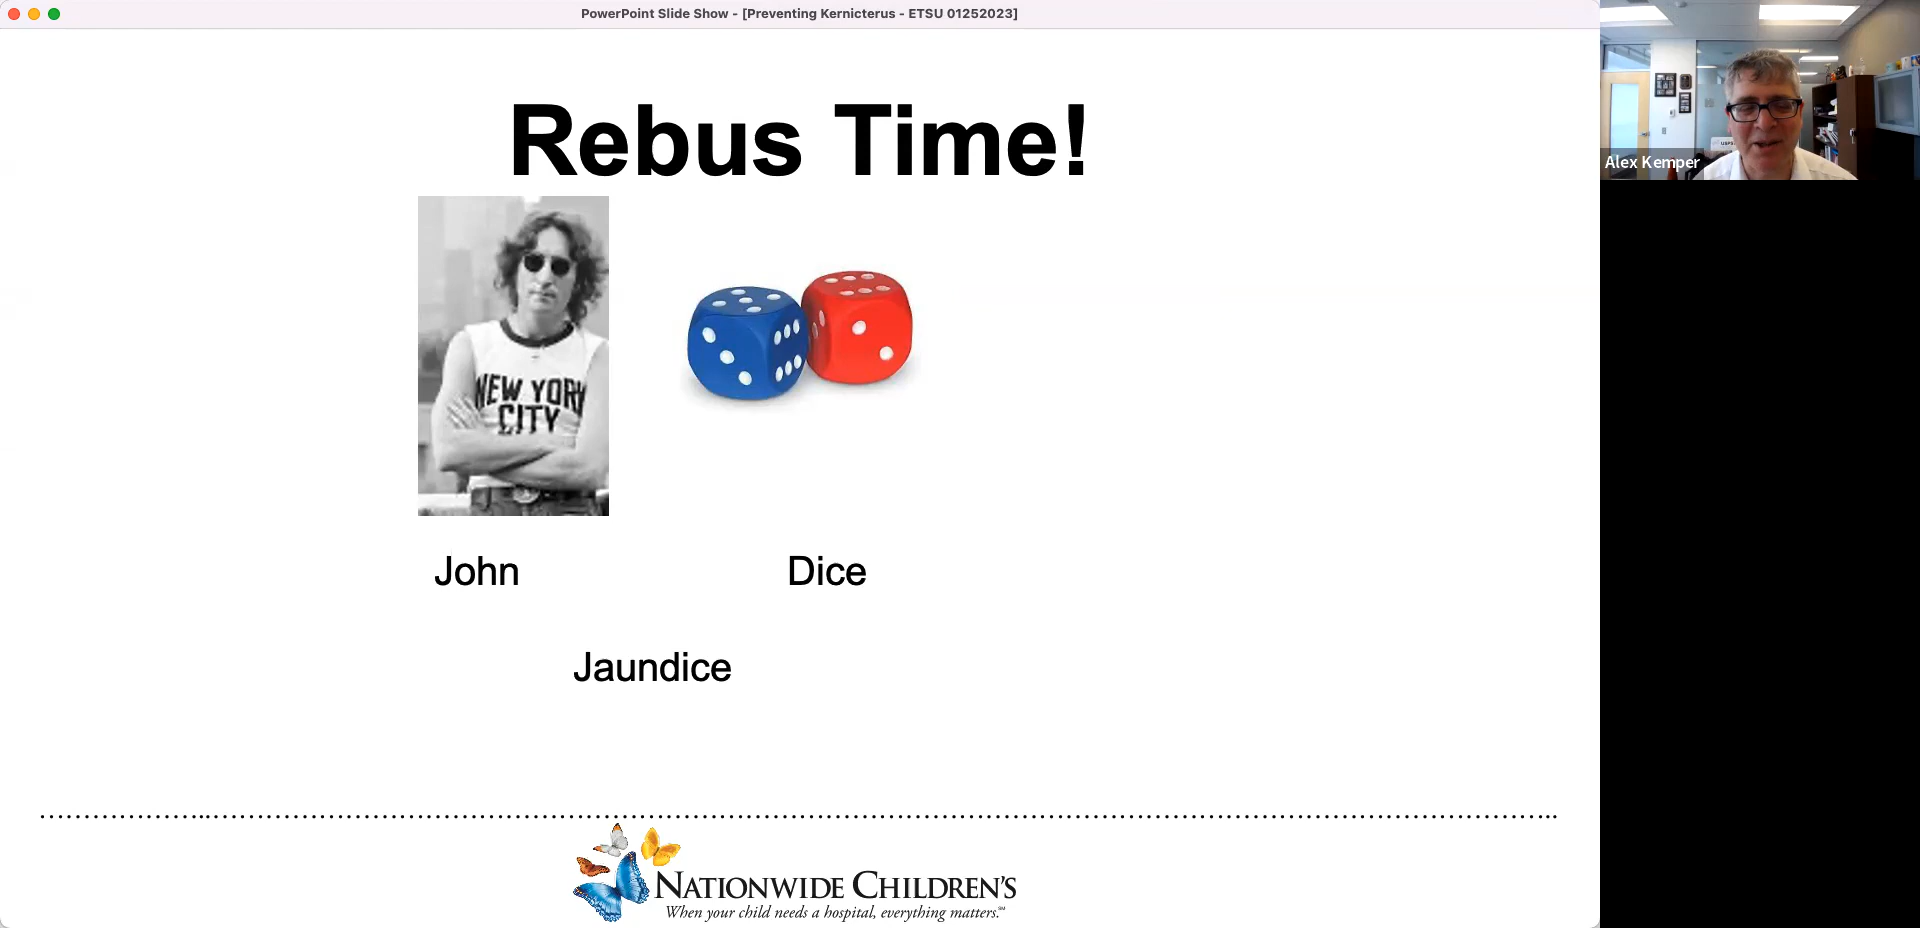 PowerPoint Slide Show - [Preventing Kernicterus - ETSU 01252023]
Rebus Time!
NEW YORK
CITY
John
Dice
Jaundice
NATIONWIDE CHILDREN'S
When your child needs a hospital, everything matters.℠
Alex Kemper